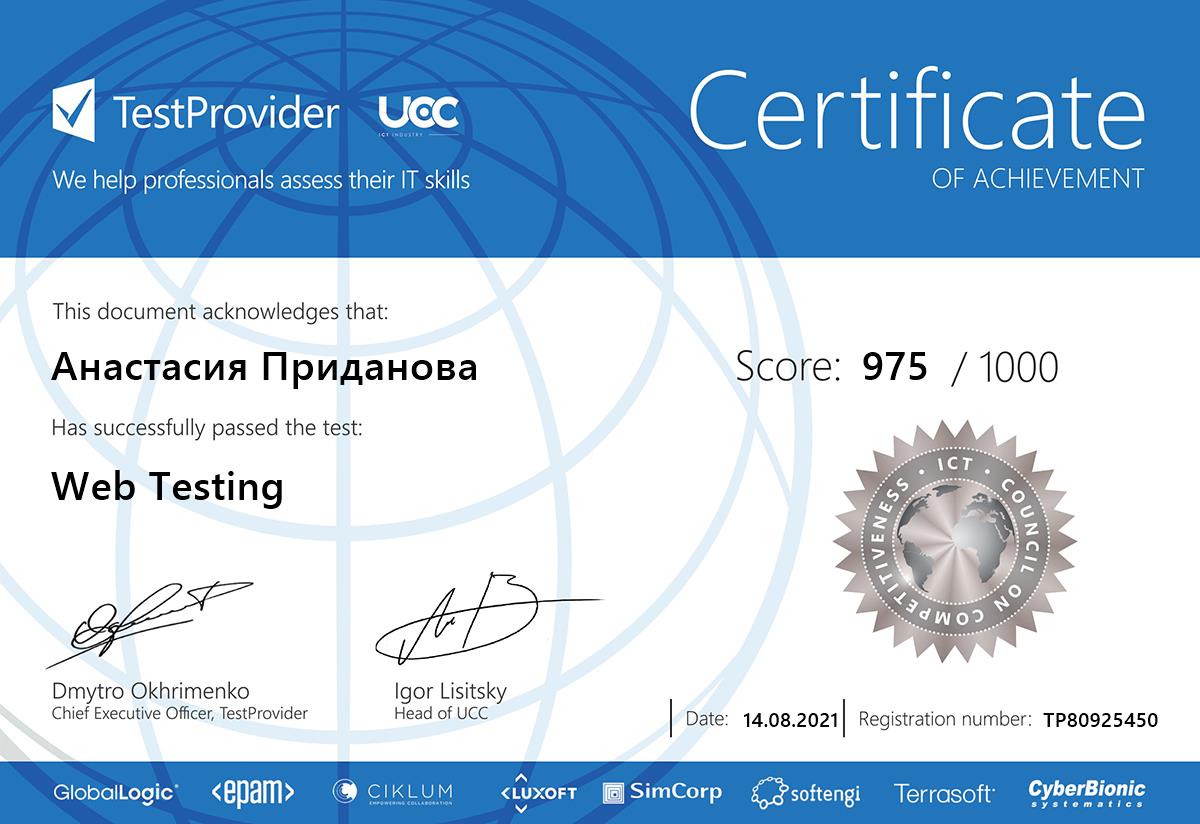 TestProvider
UCC
ICT INDUSTRY
We help professionals assess their IT skills
Certificate
OF ACHIEVEMENT
This document acknowledges that:
Анастасия Приданова
Score: 975 / 1000
Has successfully passed the test:
Web Testing
ICT · COUNCIL ON COMPETITIVENESS ·
Dmytro Okhrimenko
Chief Executive Officer, TestProvider
Igor Lisitsky
Head of UCC
Date: 14.08.2021
Registration number: TP80925450
GlobalLogic
<epam>
CIKLUM
EMPOWERING COLLABORATION
LUXOFT
SimCorp
softengi
Terrasoft
CyberBionic
systematics